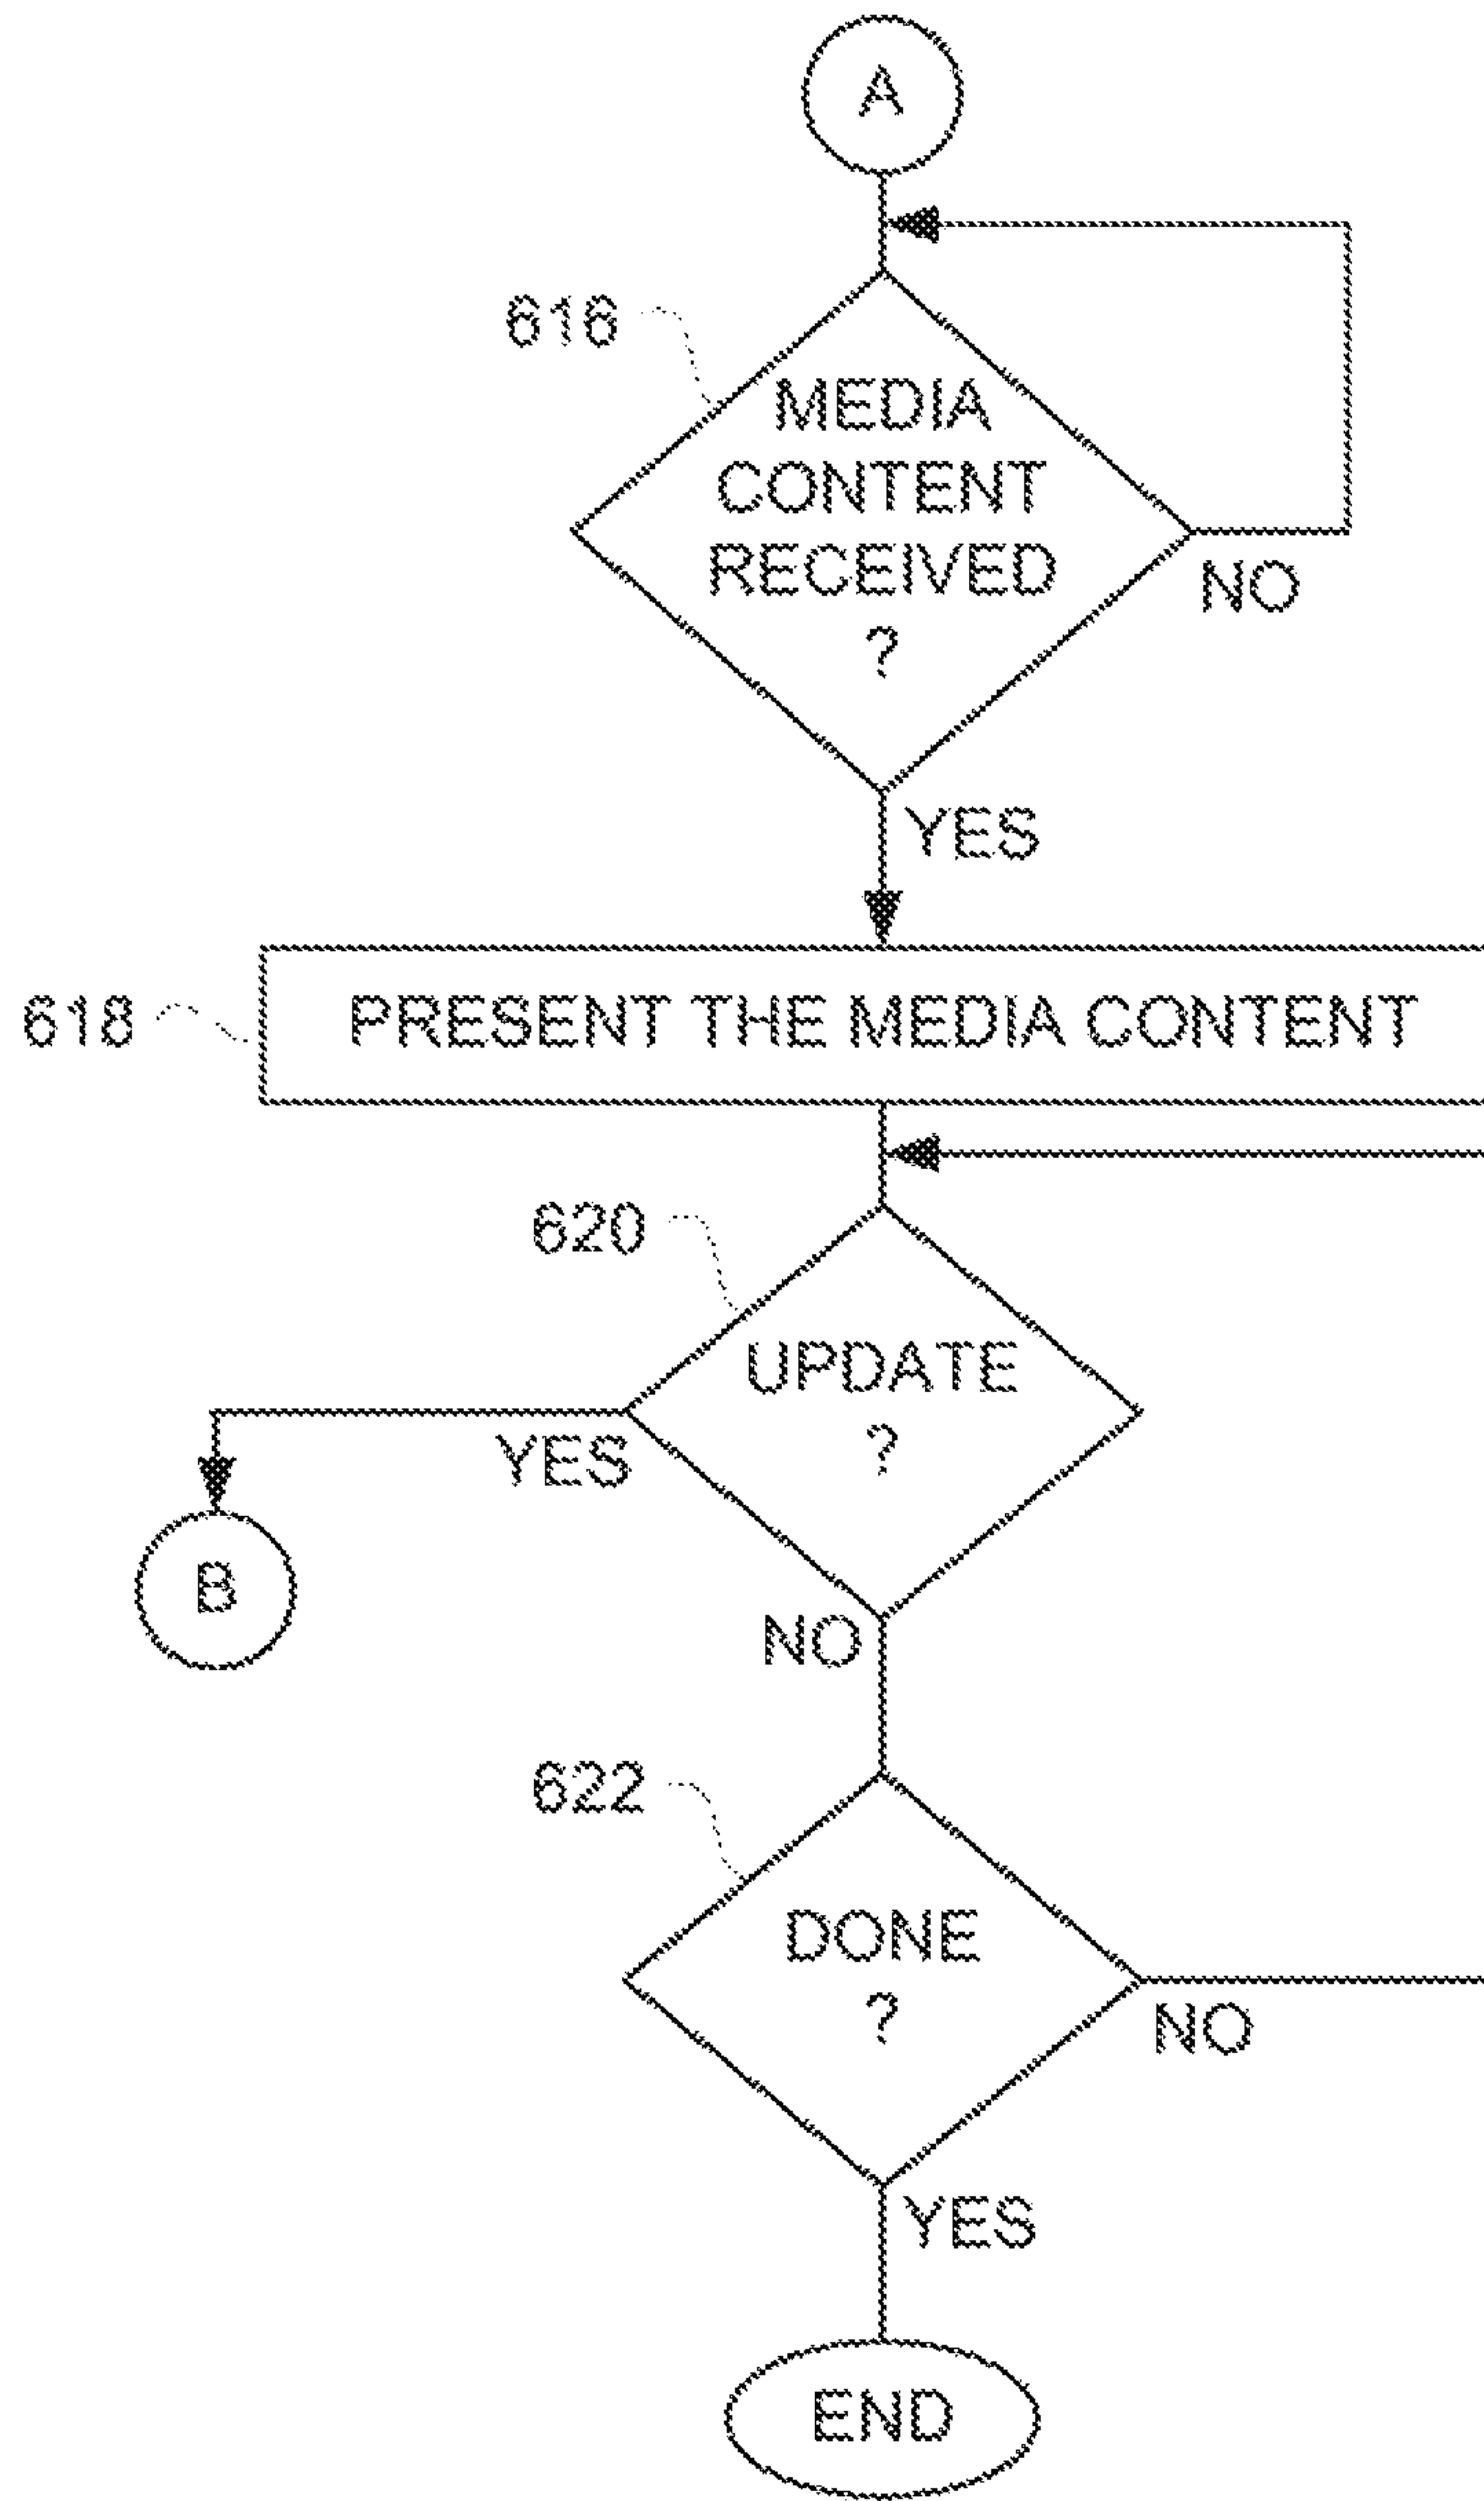 A
616
MEDIA
CONTENT
RECEIVED
?
NO
YES
618
PRESENT THE MEDIA CONTENT
620
UPDATE
?
YES
B
NO
622
DONE
?
NO
YES
END